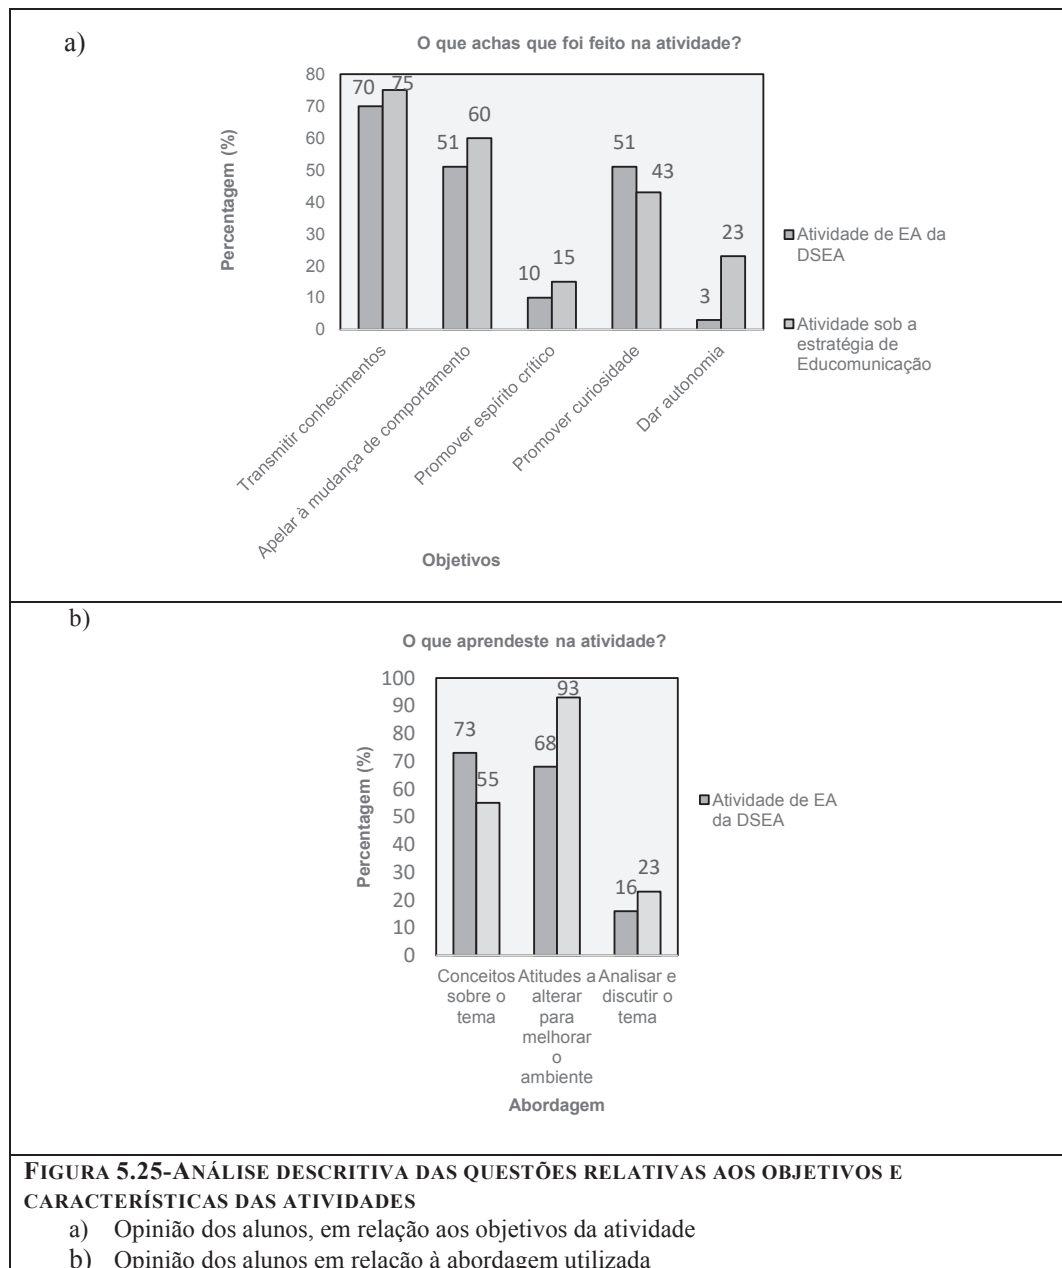 a)
O que achas que foi feito na atividade?
Percentagem (%)
80
70
60
50
40
30
20
10
0
70
75
51
60
10
15
51
43
3
23
Transmitir conhecimentos
Apelar à mudança de comportamento
Promover espírito crítico
Promover curiosidade
Dar autonomia
Objetivos
Atividade de EA da
DSEA
Atividade sob a
estratégia de
Educomunicação
b)
O que aprendeste na atividade?
Percentagem (%)
100
90
80
70
60
50
40
30
20
10
0
73
55
68
93
16
23
Conceitos
sobre o
tema
Atitudes a
alterar
para
melhorar
o
ambiente
Analisar e
discutir o
tema
Abordagem
Atividade de EA
da DSEA
FIGURA 5.25-ANÁLISE DESCRITIVA DAS QUESTÕES RELATIVAS AOS OBJETIVOS E
CARACTERÍSTICAS DAS ATIVIDADES
a) Opinião dos alunos, em relação aos objetivos da atividade
b) Opinião dos alunos em relação à abordagem utilizada